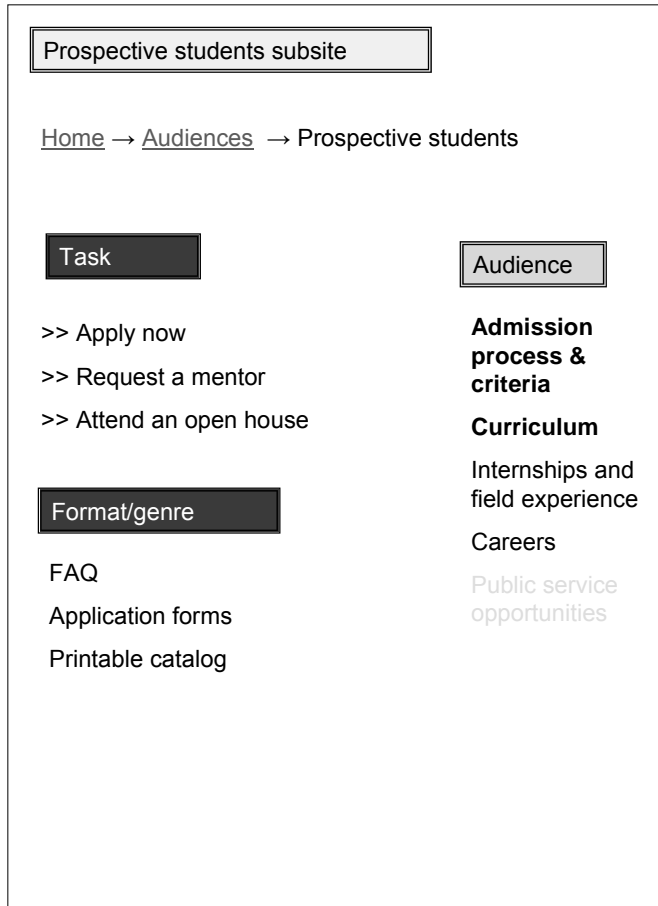 Prospective students subsite
Home → Audiences → Prospective students
Task
>> Apply now
>> Request a mentor
>> Attend an open house
Format/genre
FAQ
Application forms
Printable catalog
Audience
Admission
process &
criteria
Curriculum
Internships and
field experience
Careers
Public service
opportunities